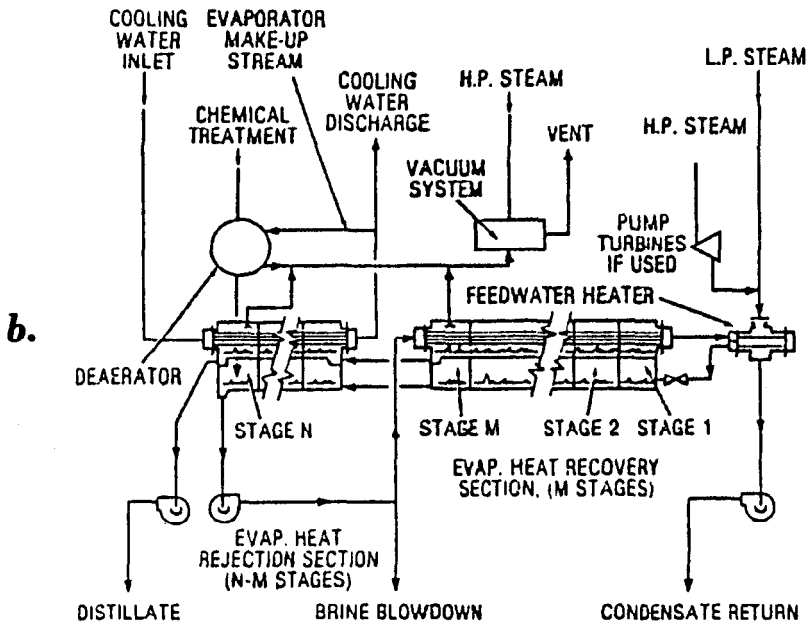 COOLING
WATER
INLET
EVAPORATOR
MAKE-UP
STREAM
COOLING
WATER
DISCHARGE
CHEMICAL
TREATMENT
H.P. STEAM
VENT
VACUUM
SYSTEM
L.P. STEAM
H.P. STEAM
PUMP
TURBINES
IF USED
FEEDWATER HEATER
b.
DEAERATOR
STAGE N
STAGE M
STAGE 2
STAGE 1
EVAP. HEAT RECOVERY
SECTION, (M STAGES)
EVAP. HEAT
REJECTION SECTION
(N-M STAGES)
DISTILLATE
BRINE BLOWDOWN
CONDENSATE RETURN